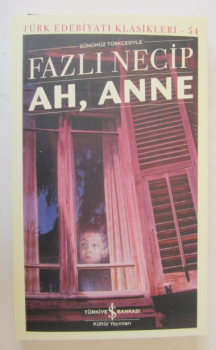 TÜRK EDEBİYATI KLASİKLERİ - 54
GÜNÜMÜZ TÜRKÇESİYLE
FAZLI NECİP
AH, ANNE
TÜRKİYE İŞ BANKASI
Kültür Yayınları